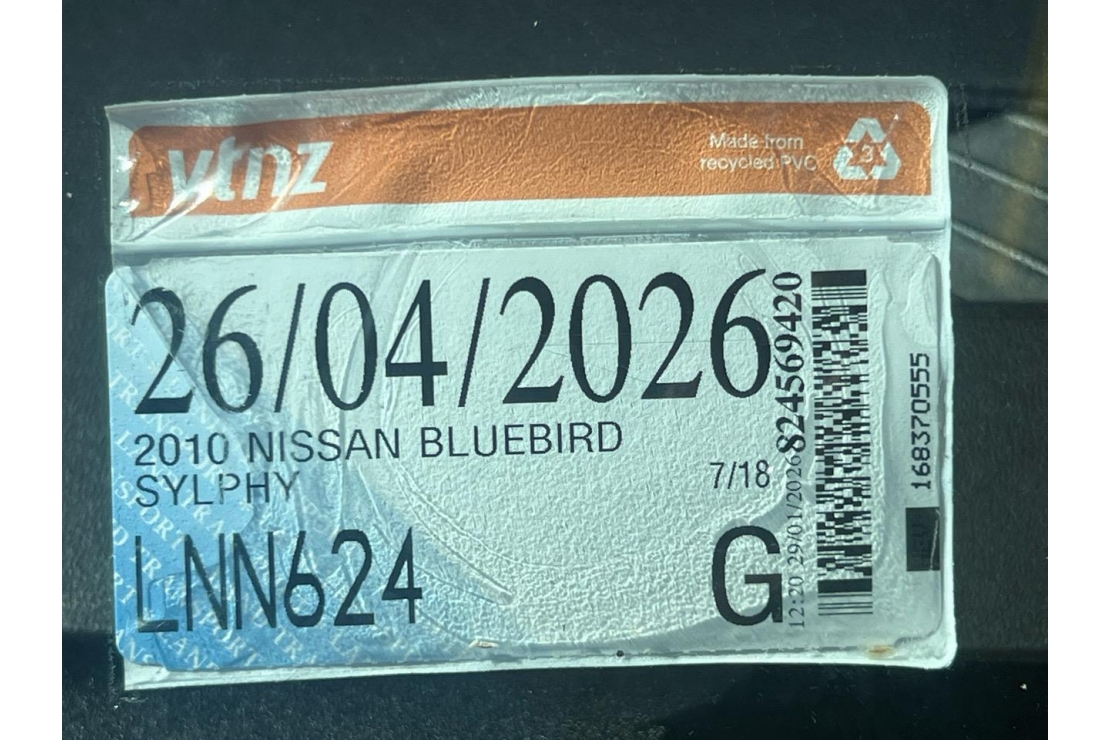 vtnz
Made from
recycled PVC
3
26/04/2026
2010 NISSAN BLUEBIRD
SYLPHY
7/18
LNN624
G
12:20 29/01/2026
824569420
168370555